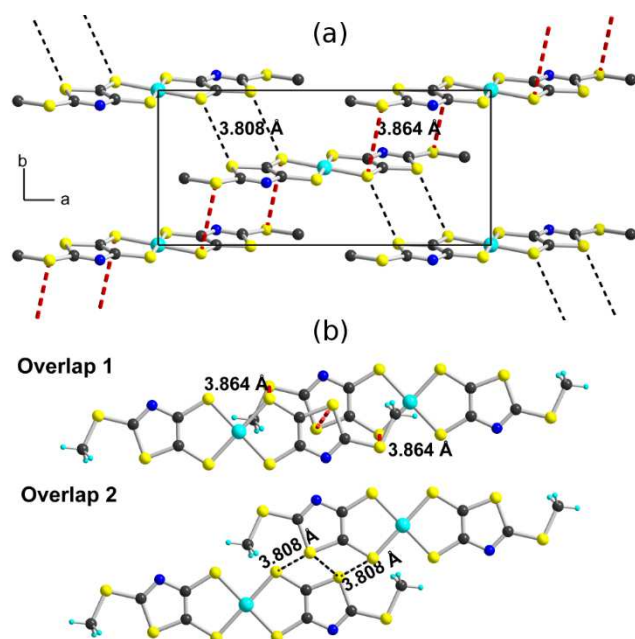 (a)
3.808 Å
3.864 Å
b
a
(b)
Overlap 1
3.864 Å
3.864 Å
Overlap 2
3.808 Å
3.808 Å